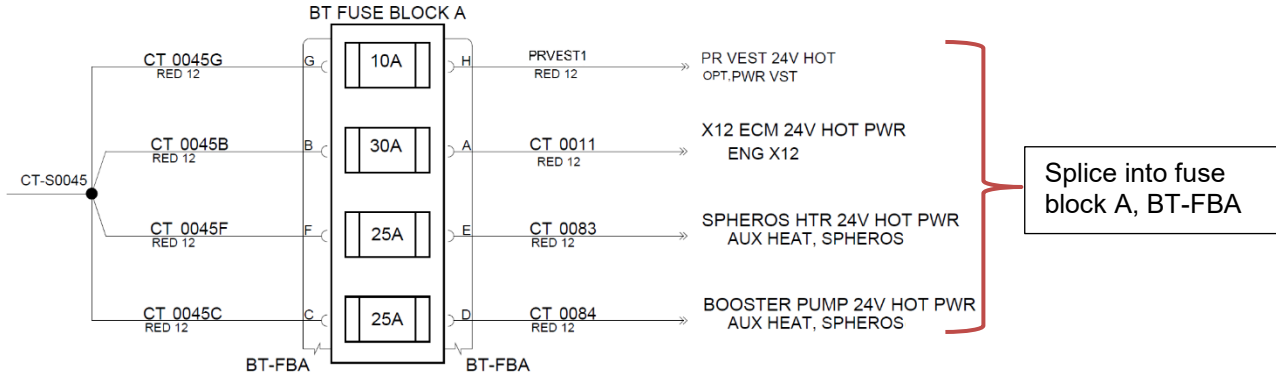 BT FUSE BLOCK A
CT 0045G
RED 12
G
10A
H
PRVEST1
RED 12
PR VEST 24V HOT
OPT.PWR VST
CT 0045B
RED 12
B
30A
A
CT 0011
RED 12
X12 ECM 24V HOT PWR
ENG X12
CT-S0045
CT 0045F
RED 12
F
25A
E
CT 0083
RED 12
SPHEROS HTR 24V HOT PWR
AUX HEAT, SPHEROS
CT 0045C
RED 12
C
25A
D
CT 0084
RED 12
BOOSTER PUMP 24V HOT PWR
AUX HEAT, SPHEROS
BT-FBA
BT-FBA
Splice into fuse
block A, BT-FBA